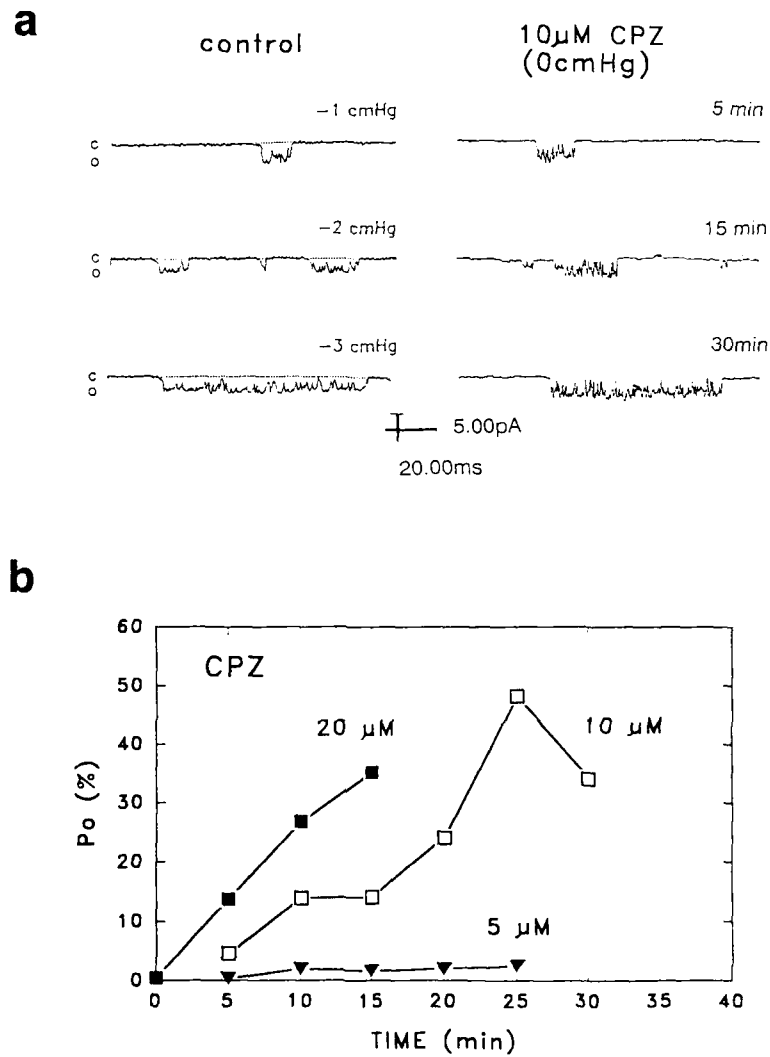 a
control
10μM CPZ
(0cmHg)
−1 cmHg
5 min
c
o
−2 cmHg
15 min
c
o
−3 cmHg
30min
c
o
5.00pA
20.00ms
b
60
50
40
30
20
10
0
Po (%)
CPZ
20 μM
10 μM
5 μM
0 5 10 15 20 25 30 35 40
TIME (min)